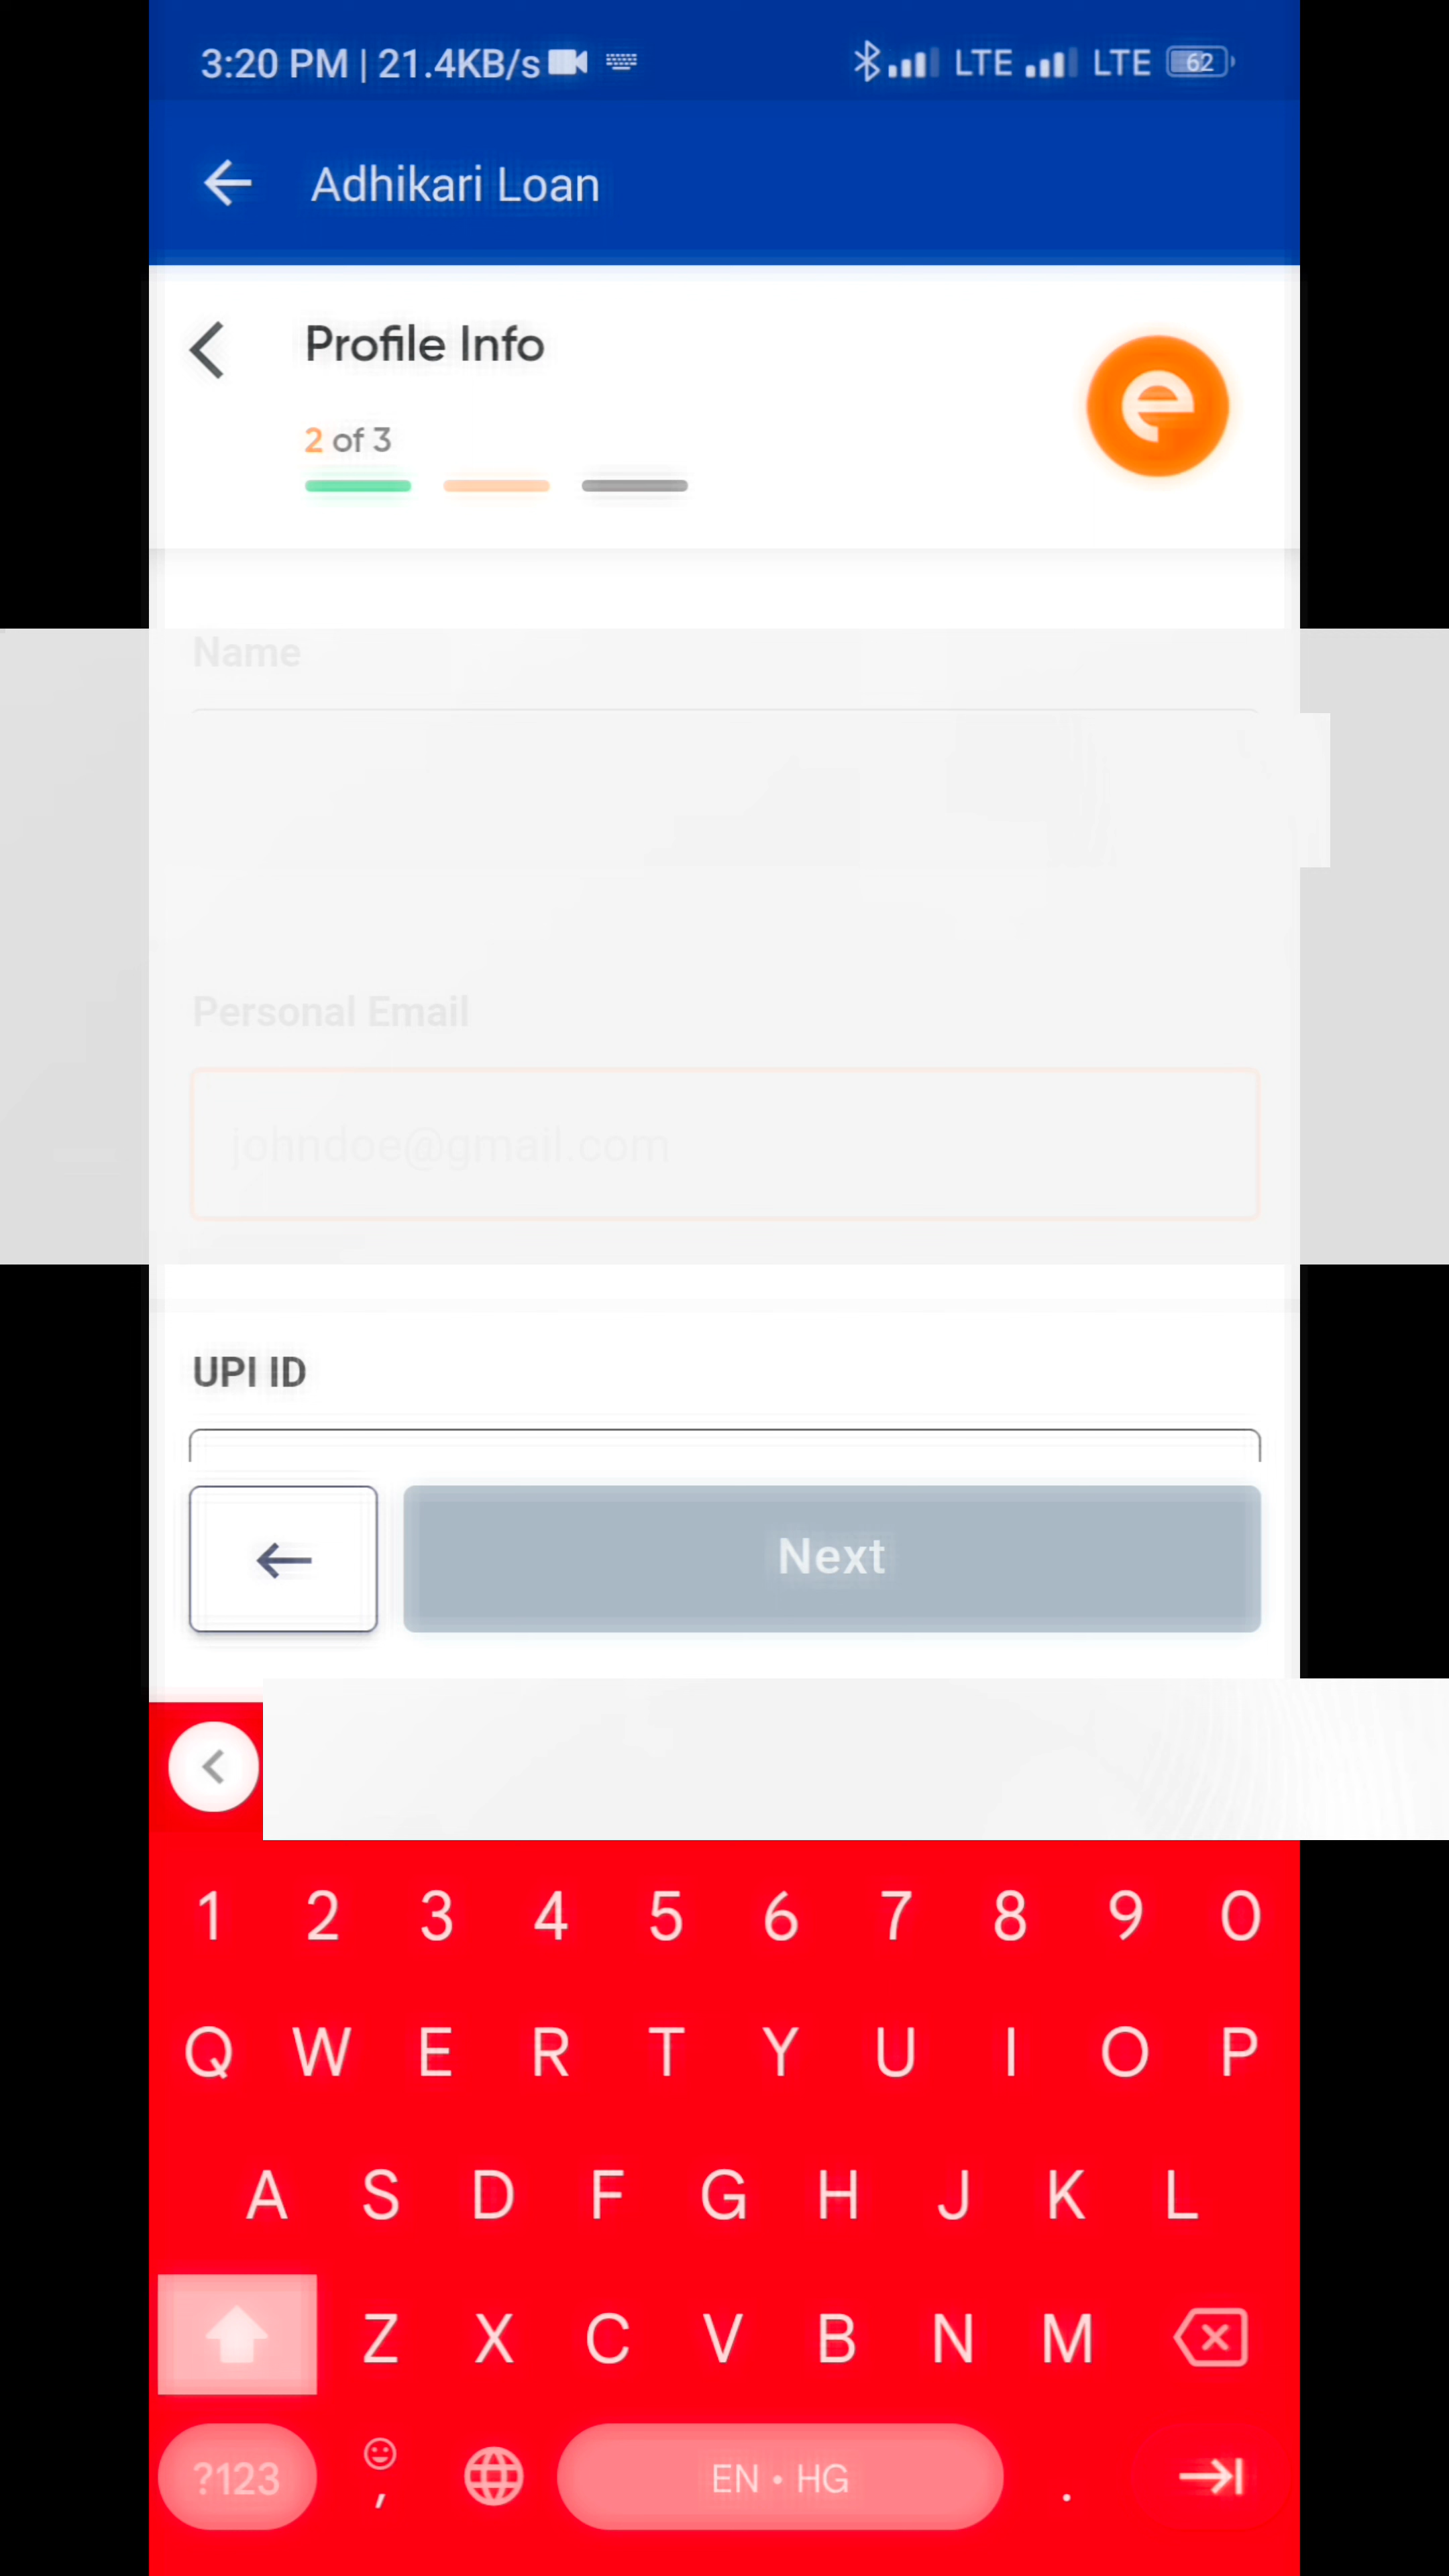 3:20 PM | 21.4KB/s LTE LTE 62
Adhikari Loan
Profile Info
e
2 of 3
Name
Personal Email
johndoe@gmail.com
UPI ID
Next
1 2 3 4 5 6 7 8 9 0
Q W E R T Y U I O P
A S D F G H J K L
Z X C V B N M
?123 , EN • HG .